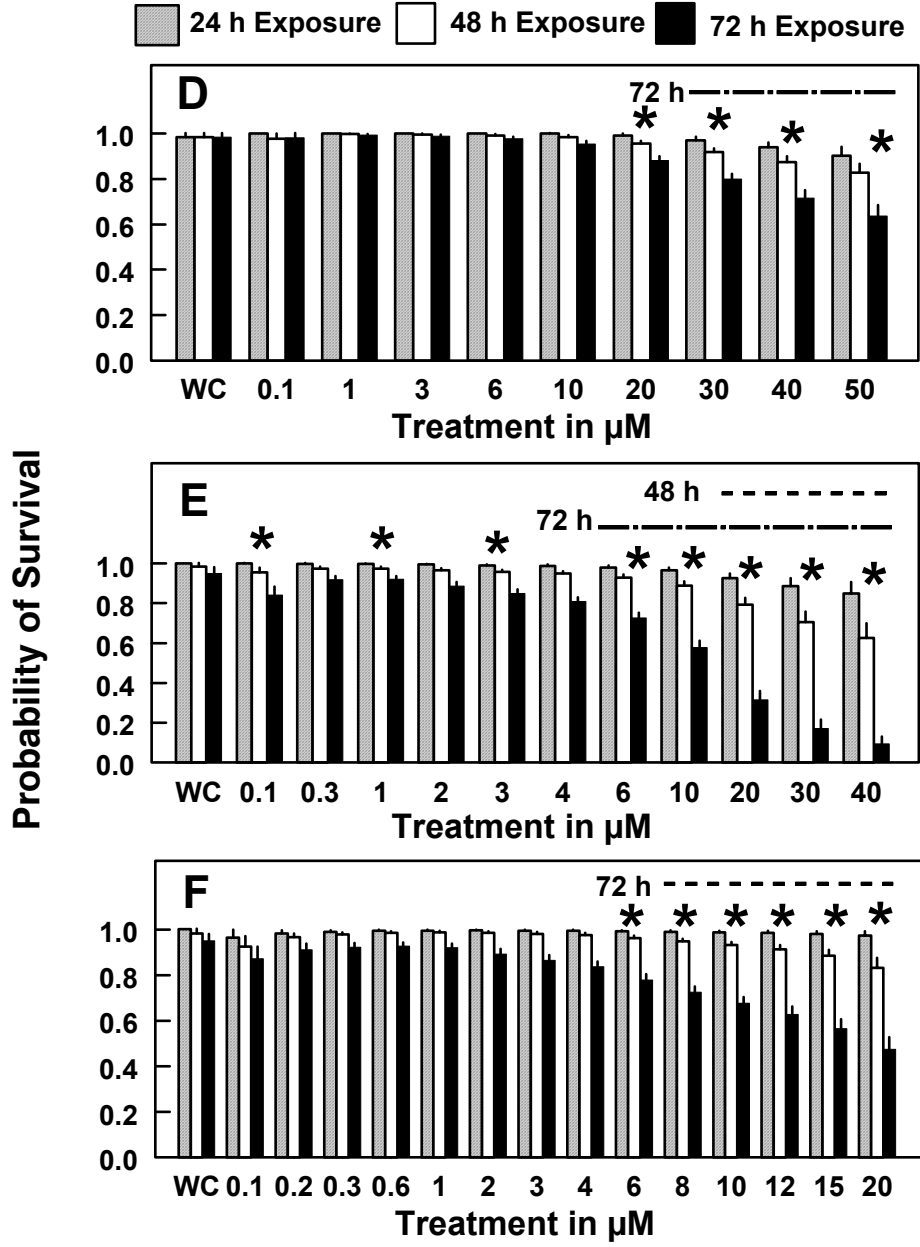 24 h Exposure 48 h Exposure 72 h Exposure
D
72 h
* * * *
1.0
0.8
0.6
0.4
0.2
0.0
WC 0.1 1 3 6 10 20 30 40 50
Treatment in µM
Probability of Survival
E
48 h
72 h
* * * * * * * *
1.0
0.8
0.6
0.4
0.2
0.0
WC 0.1 0.3 1 2 3 4 6 10 20 30 40
Treatment in µM
F
72 h
* * * * * *
1.0
0.8
0.6
0.4
0.2
0.0
WC 0.1 0.2 0.3 0.6 1 2 3 4 6 8 10 12 15 20
Treatment in µM